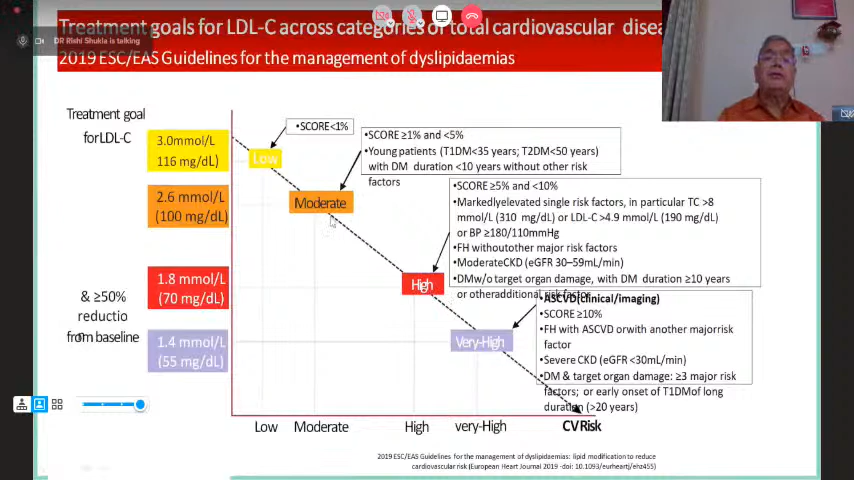 Treatment goals for LDL-C across categories of total cardiovascular disea
DR Rishi Shukla is talking
2019 ESC/EAS Guidelines for the management of dyslipidaemias
Treatment goal
for LDL-C
3.0mmol/L
116 mg/dL)
2.6 mmol/L
(100 mg/dL)
1.8 mmol/L
(70 mg/dL)
& ≥50%
reductio
n
from baseline
1.4 mmol/L
(55 mg/dL)
Low
•SCORE<1%
Moderate
•SCORE ≥1% and <5%
•Young patients (T1DM<35 years; T2DM<50 years)
with DM duration <10 years without other risk
factors
High
•SCORE ≥5% and <10%
•Markedlyelevated single risk factors, in particular TC >8
mmol/L (310 mg/dL) or LDL-C >4.9 mmol/L (190 mg/dL)
or BP ≥180/110mmHg
•FH withoutother major risk factors
•ModerateCKD (eGFR 30–59mL/min)
•DMw/o target organ damage, with DM duration ≥10 years
or otheradditional risk factor
Very-High
•ASCVD(clinical/imaging)
•SCORE ≥10%
•FH with ASCVD orwith another majorrisk
factor
•Severe CKD (eGFR <30mL/min)
•DM & target organ damage: ≥3 major risk
factors; or early onset of T1DMof long
duration (>20 years)
Low
Moderate
High
very-High
CVRisk
2019 ESC/EAS Guidelines for the management of dyslipidaemias: lipid modification to reduce
cardiovascular risk (European Heart Journal 2019 -doi: 10.1093/eurheartj/ehz455)